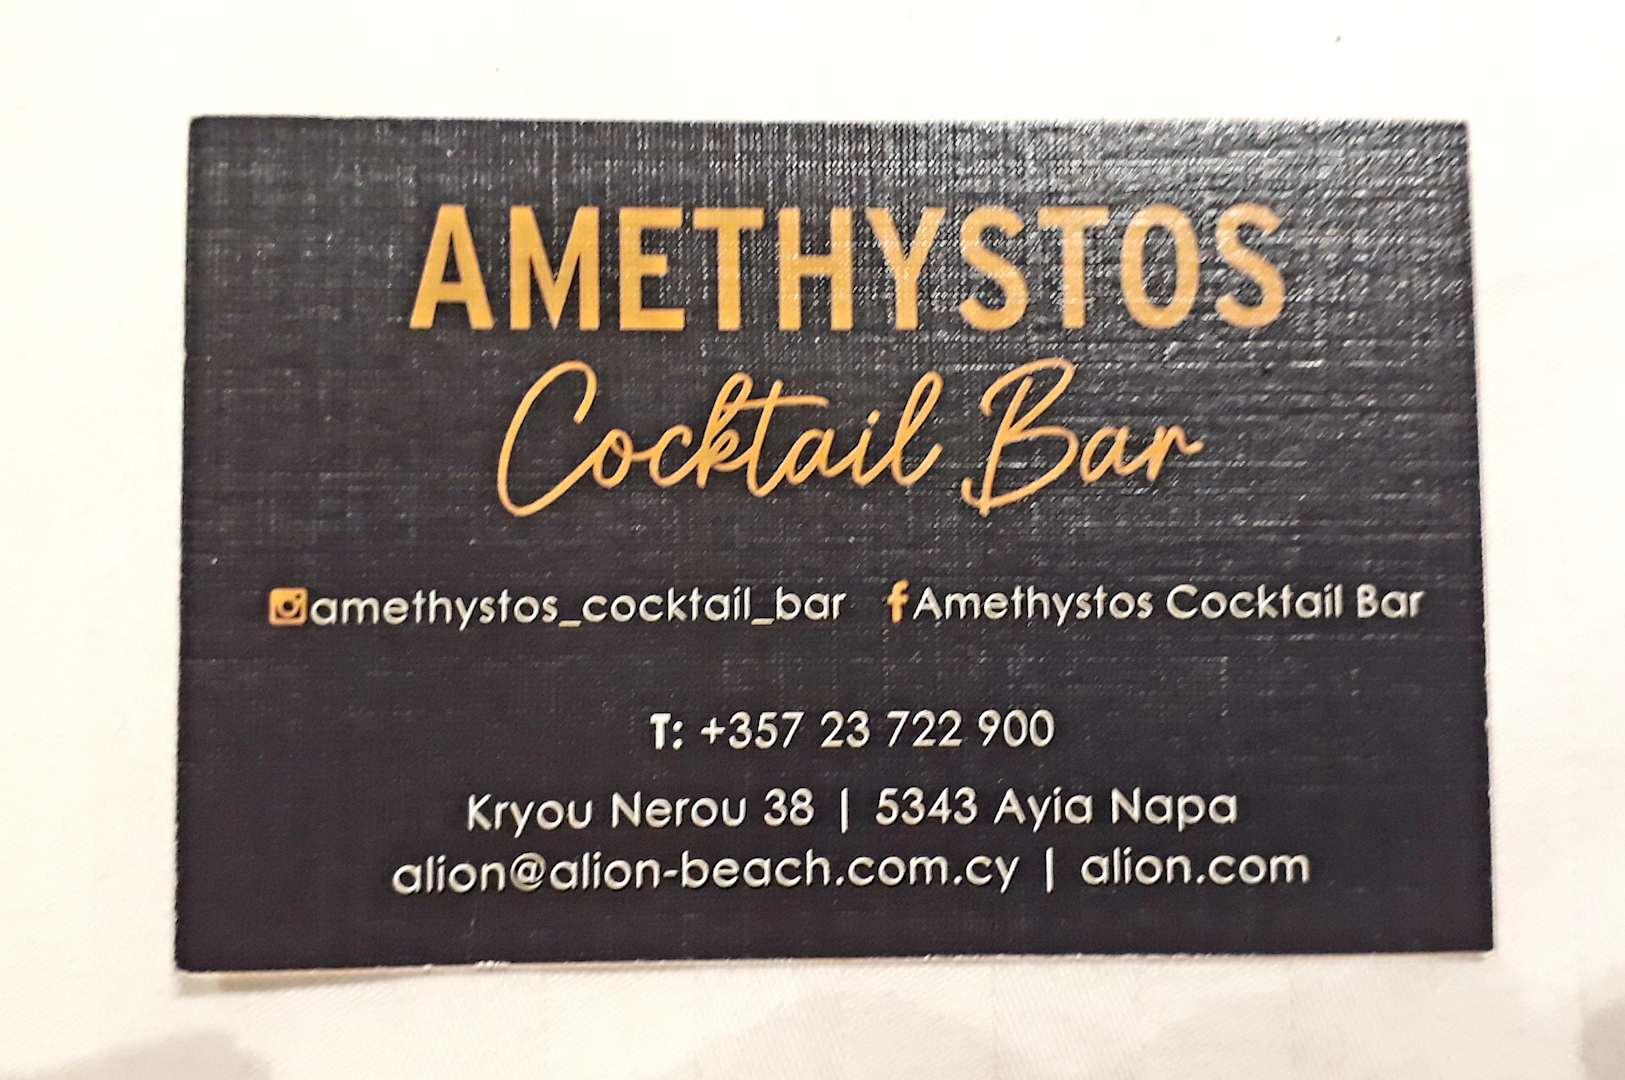 AMETHYSTOS
Cocktail Bar
amethystos_cocktail_bar Amethystos Cocktail Bar
T: +357 23 722 900
Kryou Nerou 38 | 5343 Ayia Napa
alion@alion-beach.com.cy | alion.com